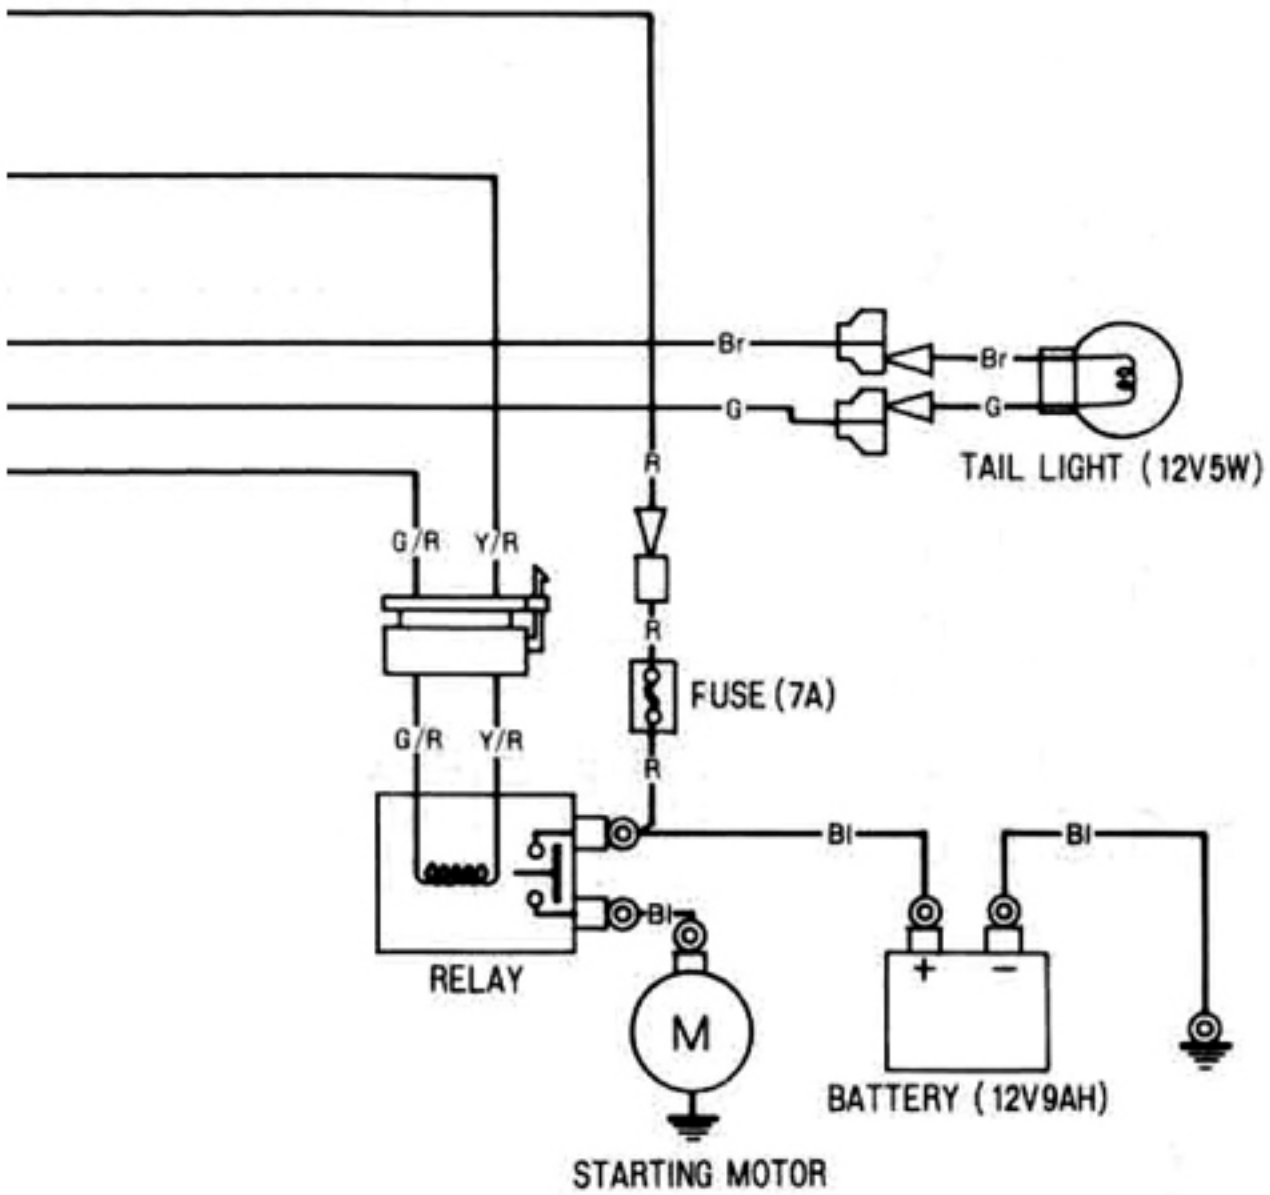 Br
Br
G
G
TAIL LIGHT (12V5W)
R
G/R Y/R
R
FUSE (7A)
G/R Y/R
R
Bl
Bl
Bl
RELAY
+ −
M
BATTERY (12V9AH)
STARTING MOTOR